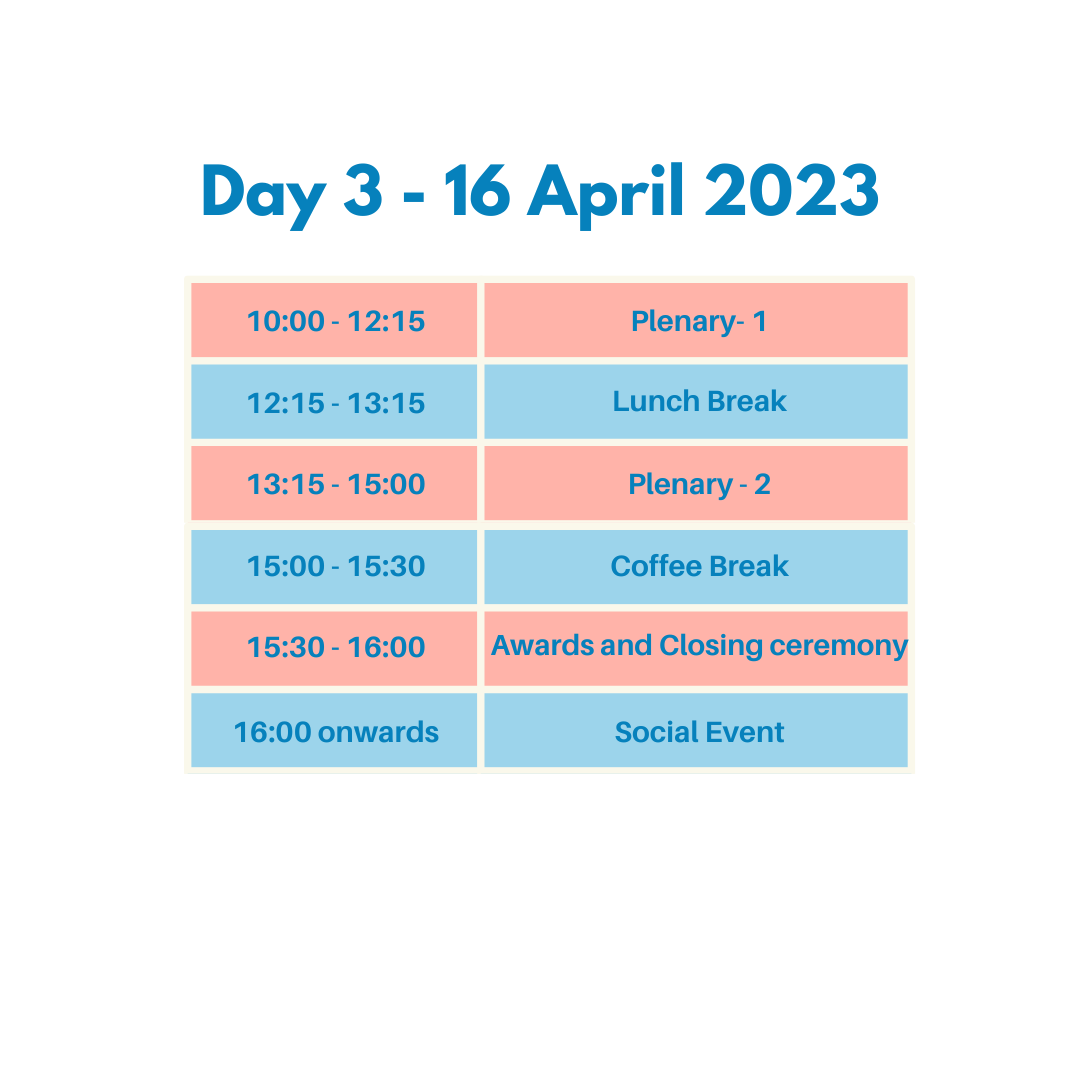 Day 3 - 16 April 2023
10:00 - 12:15 Plenary- 1
12:15 - 13:15 Lunch Break
13:15 - 15:00 Plenary - 2
15:00 - 15:30 Coffee Break
15:30 - 16:00 Awards and Closing ceremony
16:00 onwards Social Event